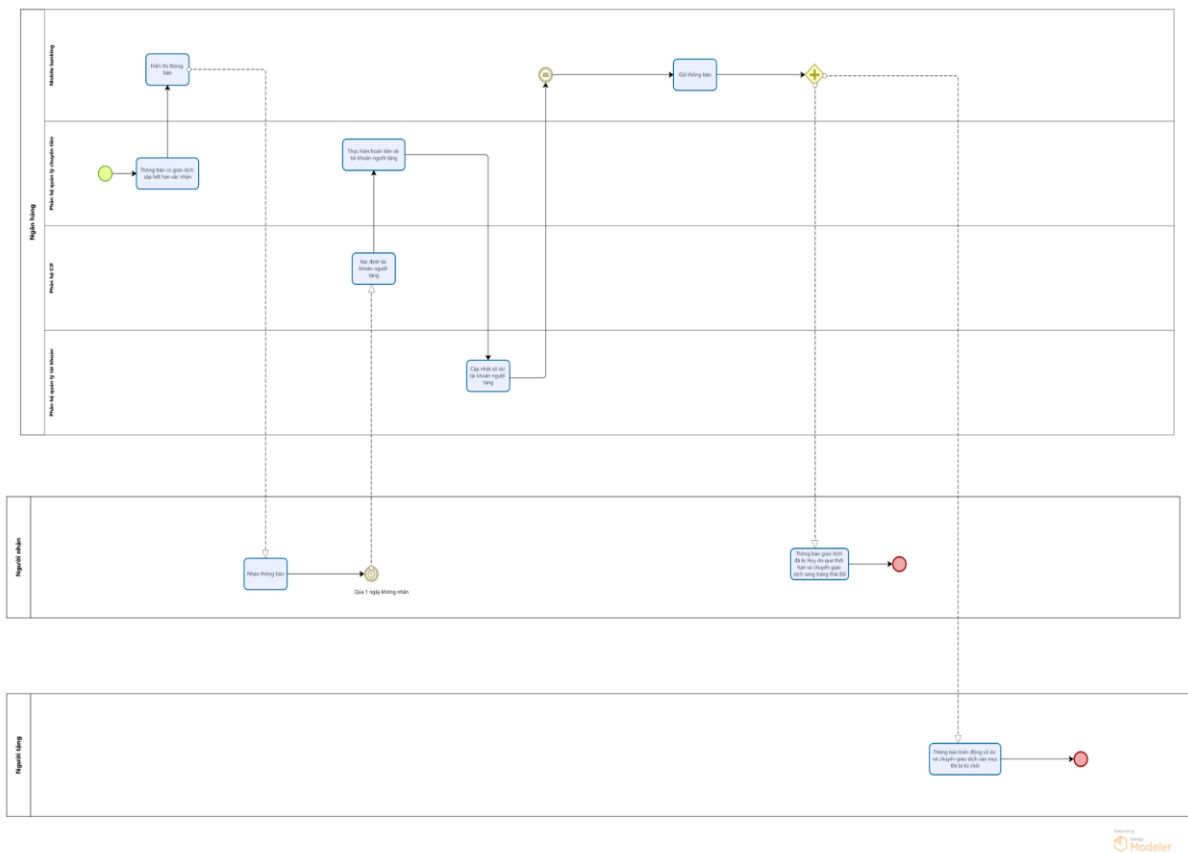 Ngân hàng
Mobile banking
Hiển thị thông
báo
Gửi thông báo
Phân hệ quản lý chuyển tiền
Thông báo có giao dịch
sắp hết hạn xác nhận
Thực hiện hoàn tiền về
tài khoản người tặng
Phân hệ CIF
Xác định tài
khoản người
tặng
Phân hệ quản lý tài khoản
Cập nhật số dư
tài khoản người
tặng
Người nhận
Nhận thông báo
Qúa 1 ngày không nhận
Thông báo giao dịch
đã bị Hủy do quá thời
hạn và chuyển giao
dịch sang trạng thái Đã
Người tặng
Thông báo biến động số dư
và chuyển giao dịch vào mục
Đã bị từ chối
Powered by
bizagi
Modeler